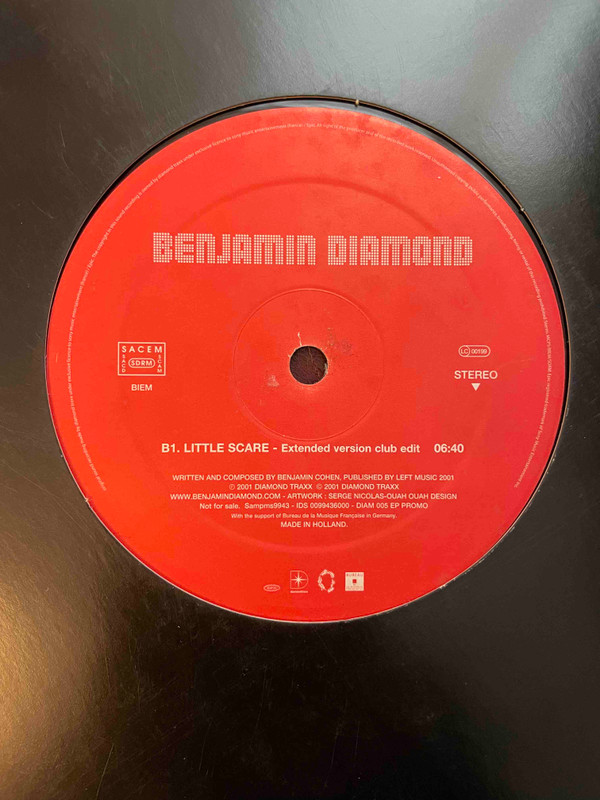 BENJAMIN DIAMOND
SACEM
SACD
SDRM
SCAM
BIEM
LC 00199
STEREO
B1. LITTLE SCARE - Extended version club edit 06:40
WRITTEN AND COMPOSED BY BENJAMIN COHEN, PUBLISHED BY LEFT MUSIC 2001
℗ 2001 DIAMOND TRAXX © 2001 DIAMOND TRAXX
WWW.BENJAMINDIAMOND.COM - ARTWORK : SERGE NICOLAS-OUAH OUAH DESIGN
Not for sale. Sampms9943 - IDS 0099436000 - DIAM 005 EP PROMO
With the support of Bureau de la Musique Française in Germany.
MADE IN HOLLAND.